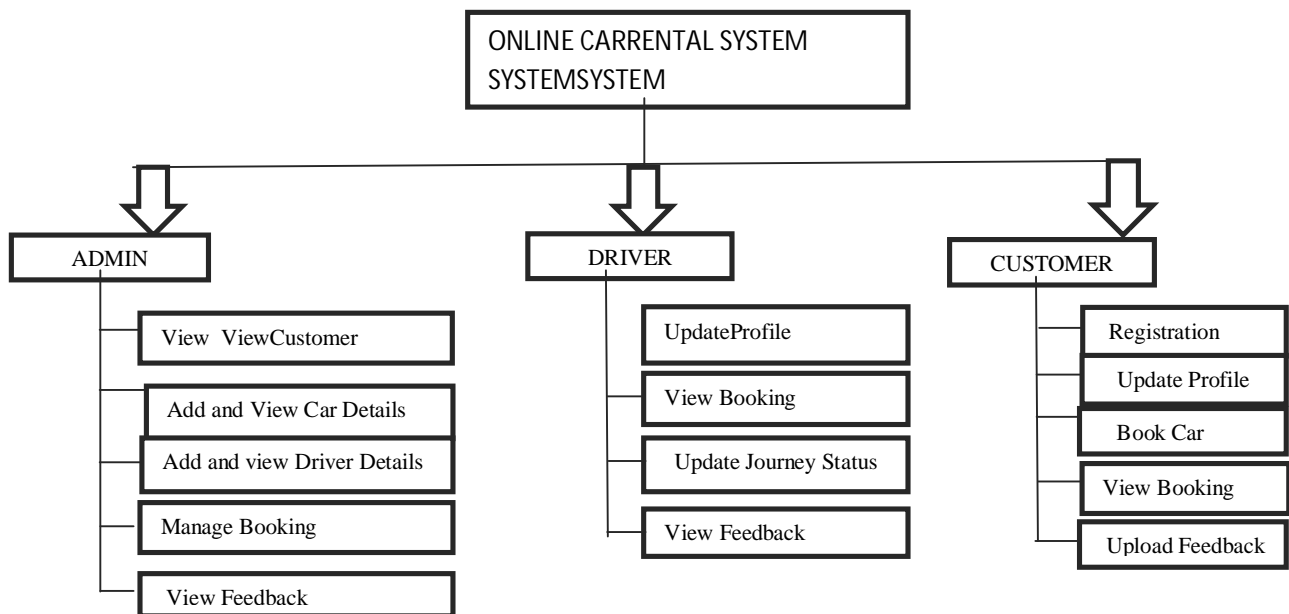 ONLINE CARRENTAL SYSTEM
SYSTEMSYSTEM
ADMIN
View ViewCustomer
Add and View Car Details
Add and view Driver Details
Manage Booking
View Feedback
DRIVER
UpdateProfile
View Booking
Update Journey Status
View Feedback
CUSTOMER
Registration
Update Profile
Book Car
View Booking
Upload Feedback